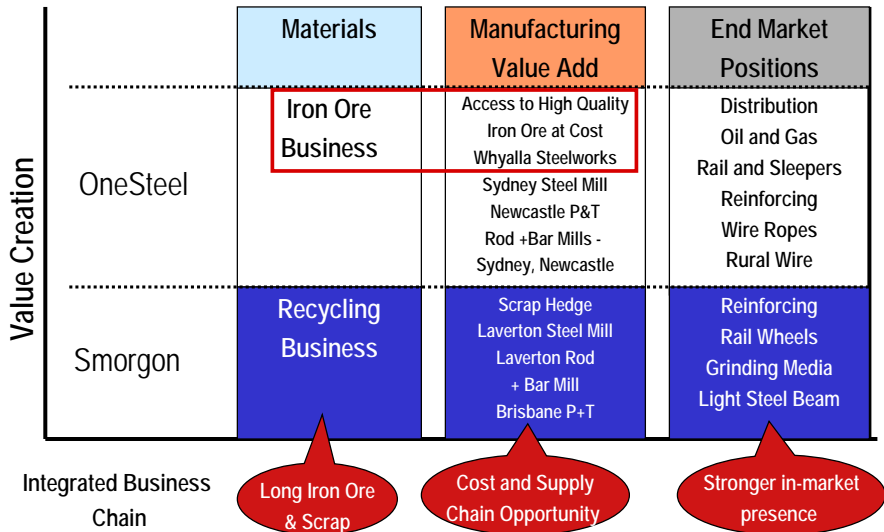 Materials
Manufacturing
Value Add
End Market
Positions
Value Creation
OneSteel
Iron Ore
Business
Access to High Quality
Iron Ore at Cost
Whyalla Steelworks
Sydney Steel Mill
Newcastle P&T
Rod +Bar Mills -
Sydney, Newcastle
Distribution
Oil and Gas
Rail and Sleepers
Reinforcing
Wire Ropes
Rural Wire
Smorgon
Recycling
Business
Scrap Hedge
Laverton Steel Mill
Laverton Rod
+ Bar Mill
Brisbane P+T
Reinforcing
Rail Wheels
Grinding Media
Light Steel Beam
Integrated Business
Chain
Long Iron Ore
& Scrap
Cost and Supply
Chain Opportunity
Stronger in-market
presence